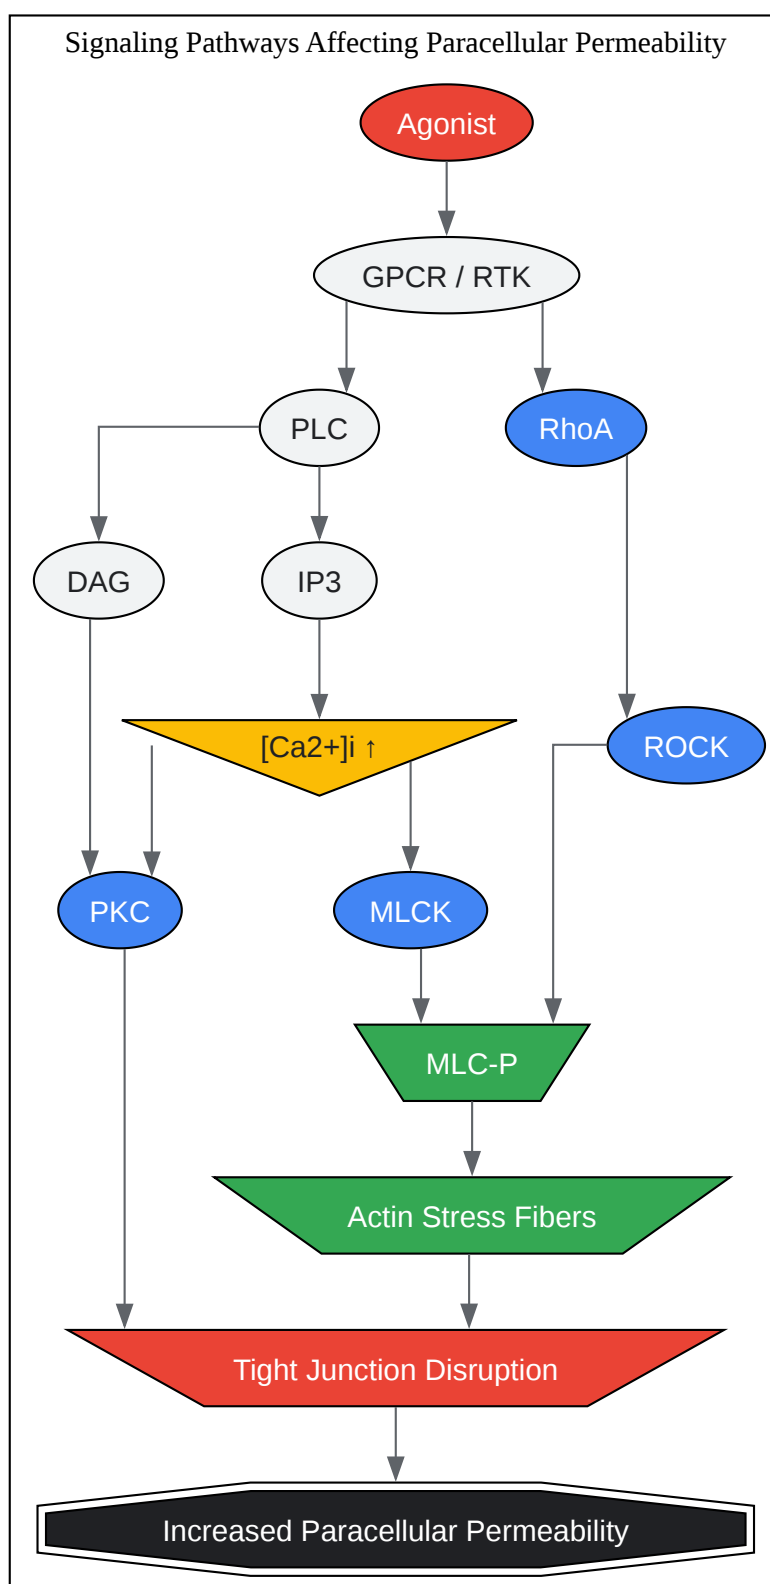 Signaling Pathways Affecting Paracellular Permeability
Agonist
GPCR / RTK
PLC
RhoA
DAG
IP3
[Ca2+]i ↑
ROCK
PKC
MLCK
MLC-P
Actin Stress Fibers
Tight Junction Disruption
Increased Paracellular Permeability